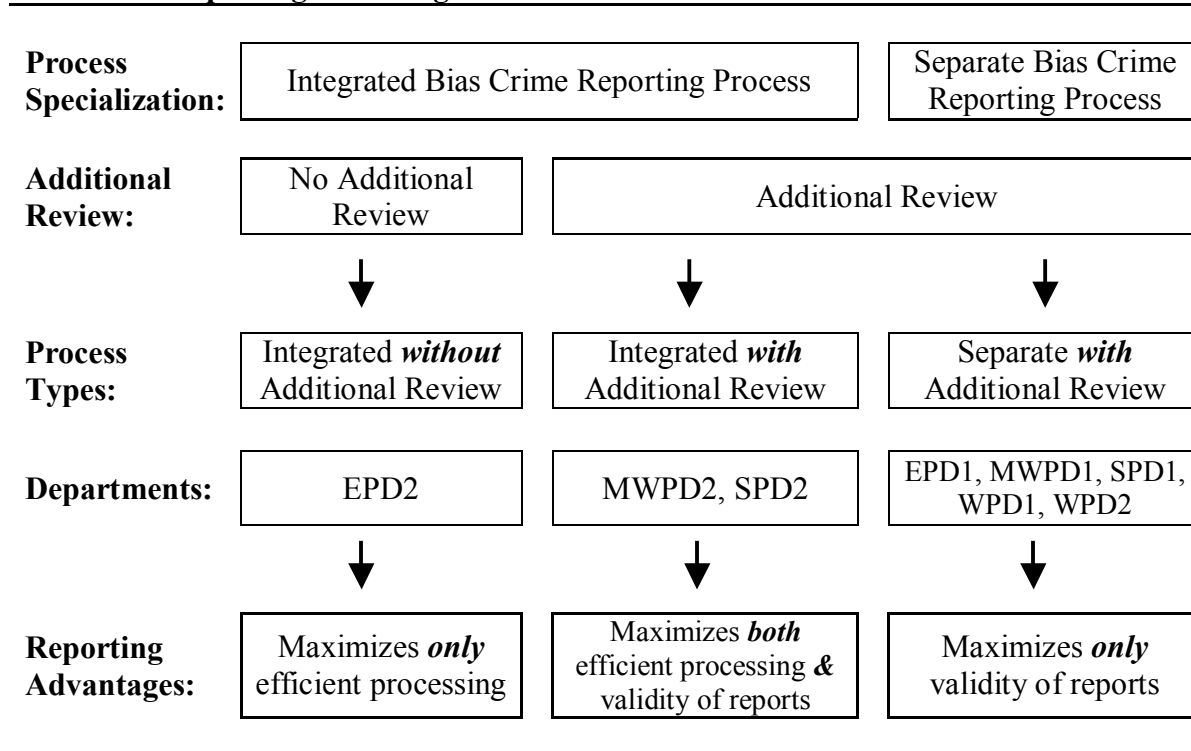 Process
Specialization:
Integrated Bias Crime Reporting Process
Separate Bias Crime
Reporting Process
Additional
Review:
No Additional
Review
Additional Review
Process
Types:
Integrated without
Additional Review
Integrated with
Additional Review
Separate with
Additional Review
Departments:
EPD2
MWPD2, SPD2
EPD1, MWPD1, SPD1,
WPD1, WPD2
Reporting
Advantages:
Maximizes only
efficient processing
Maximizes both
efficient processing &
validity of reports
Maximizes only
validity of reports